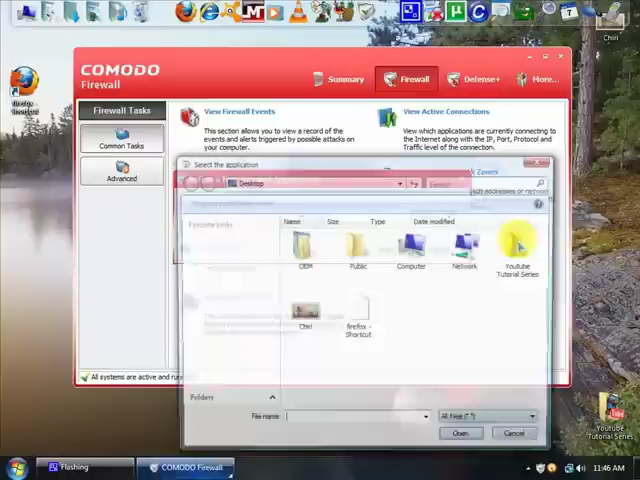 Chiri
firefox - Shortcut
COMODO
Firewall
Summary
Firewall
Defense+
More...
Firewall Tasks
Common Tasks
Advanced
View Firewall Events
This section allows you to view a record of the
events and alerts triggered by possible attacks on
your computer.
View Active Connections
View which applications are currently connecting
to the Internet along with the IP, Port, Protocol and
Traffic level of the connection.
Select the application
Desktop
Search
Favorite Links
Name
Size
Type
Date modified
OEM
Public
Computer
Network
Youtube
Tutorial Series
Chiri
firefox -
Shortcut
Folders
File name:
All files (*.*)
Open
Cancel
All systems are active and
Youtube
Tutorial Series
Flashing
COMODO Firewall
11:46 AM